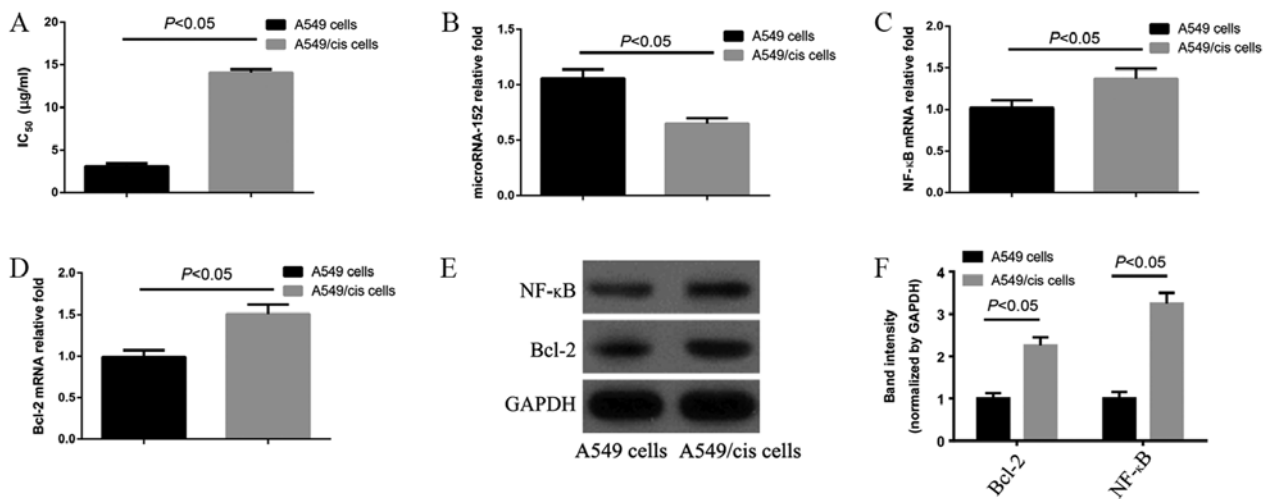 A
IC50 (μg/ml)
20
15
10
5
0
P<0.05
A549 cells
A549/cis cells
B
microRNA-152 relative fold
1.5
1.0
0.5
0.0
P<0.05
A549 cells
A549/cis cells
C
NF-κB mRNA relative fold
2.0
1.5
1.0
0.5
0.0
P<0.05
A549 cells
A549/cis cells
D
Bcl-2 mRNA relative fold
2.0
1.5
1.0
0.5
0.0
P<0.05
A549 cells
A549/cis cells
E
NF-κB
Bcl-2
GAPDH
A549 cells A549/cis cells
F
Band intensity
(normalized by GAPDH)
4
3
2
1
0
A549 cells
A549/cis cells
P<0.05
P<0.05
Bcl-2
NF-κB